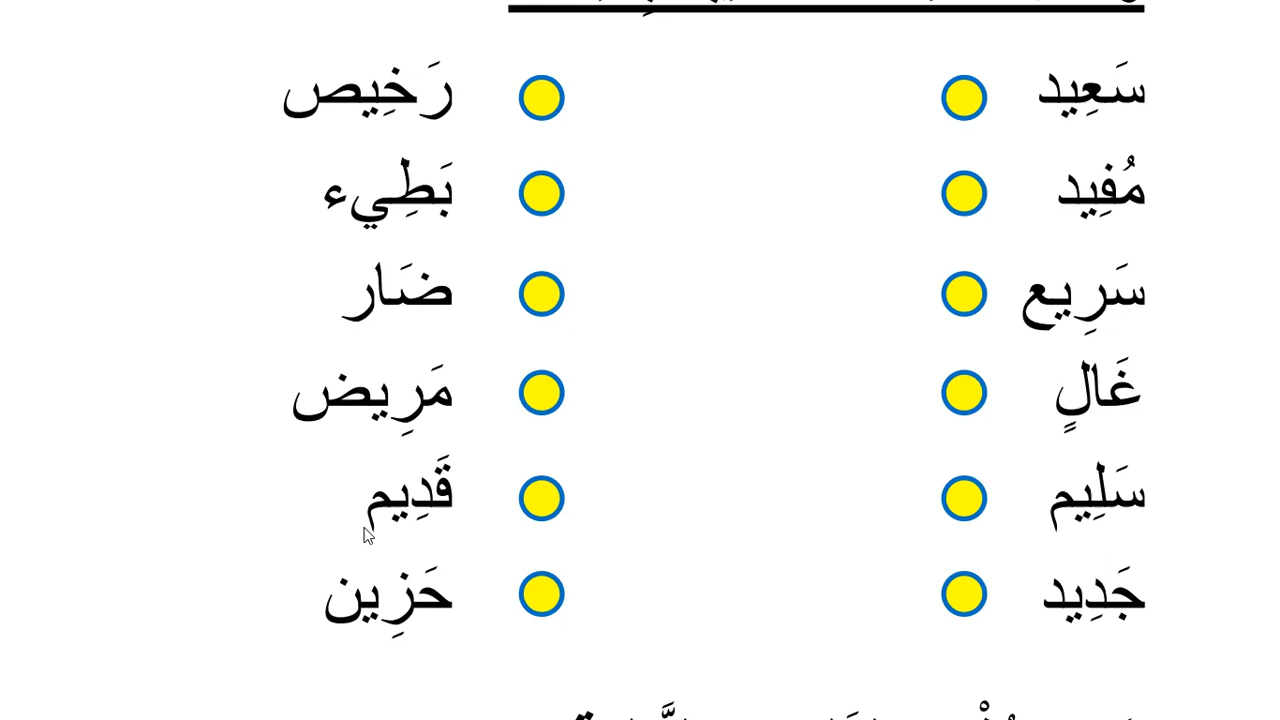 سَعِيد رَخِيص
مُفِيد بَطِيء
سَرِيع ضَار
غَالٍ مَرِيض
سَلِيم قَدِيم
جَدِيد حَزِين